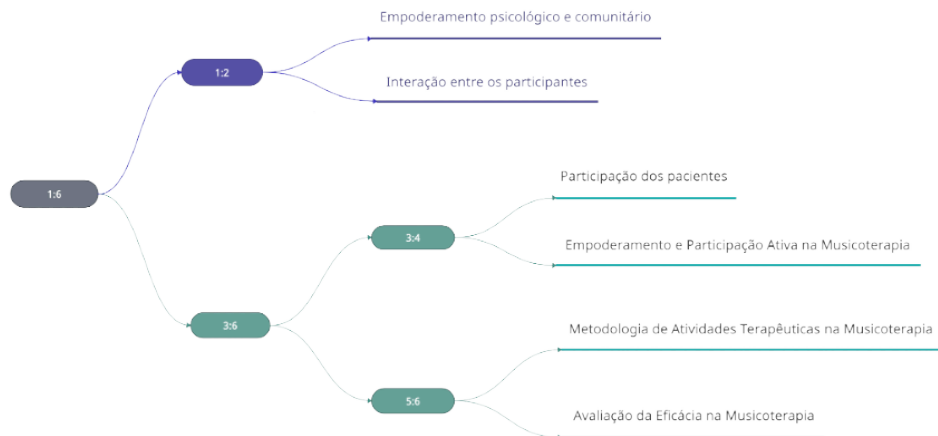 Empoderamento psicológico e comunitário
1:2
Interação entre os participantes
1:6
Participação dos pacientes
3:4
Empoderamento e Participação Ativa na Musicoterapia
3:6
Metodologia de Atividades Terapêuticas na Musicoterapia
5:6
Avaliação da Eficácia na Musicoterapia